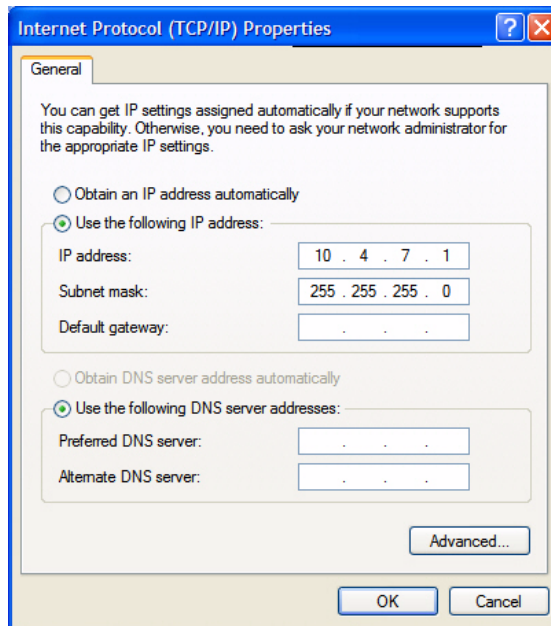 Internet Protocol (TCP/IP) Properties
General
You can get IP settings assigned automatically if your network supports
this capability. Otherwise, you need to ask your network administrator for
the appropriate IP settings.
Obtain an IP address automatically
Use the following IP address:
IP address: 10 . 4 . 7 . 1
Subnet mask: 255 . 255 . 255 . 0
Default gateway: . . .
Obtain DNS server address automatically
Use the following DNS server addresses:
Preferred DNS server: . . .
Alternate DNS server: . . .
Advanced...
OK Cancel